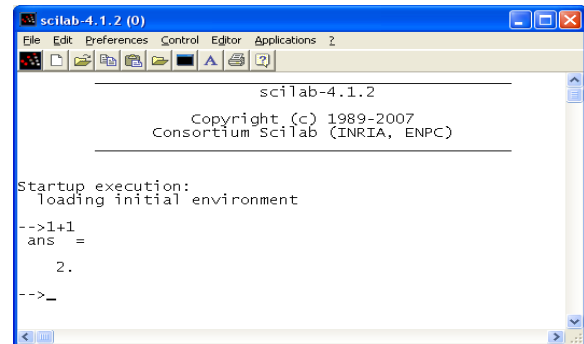 scilab-4.1.2 (0)
File Edit Preferences Control Editor Applications ?
A ?
scilab-4.1.2
Copyright (c) 1989-2007
Consortium Scilab (INRIA, ENPC)
Startup execution:
loading initial environment
-->1+1
ans =
2.
-->_